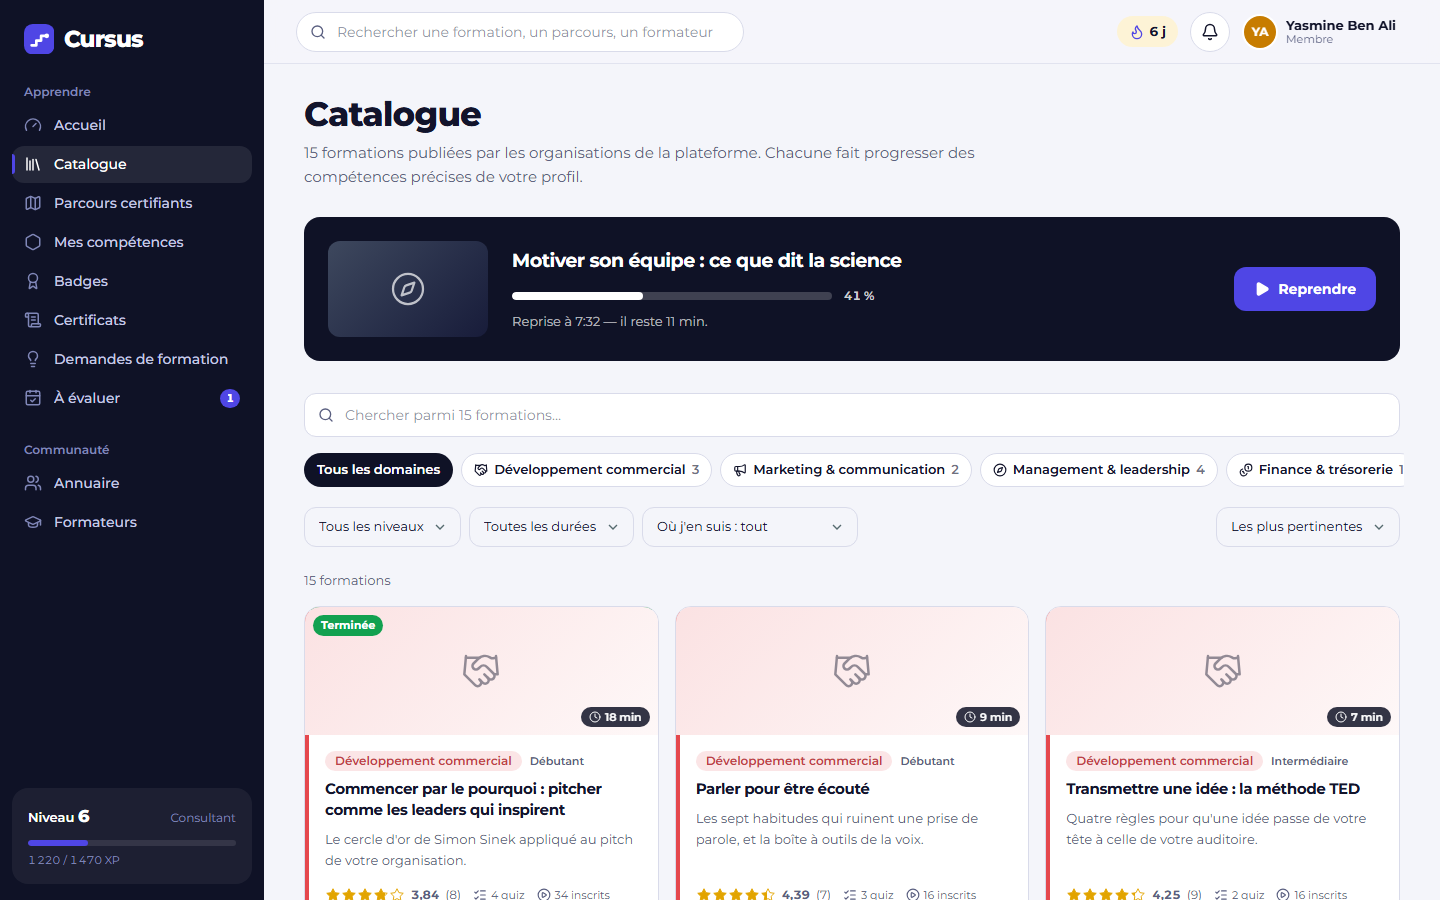 Cursus
Rechercher une formation, un parcours, un formateur
6 j
YA
Yasmine Ben Ali
Membre
Apprendre
Accueil
Catalogue
Parcours certifiants
Mes compétences
Badges
Certificats
Demandes de formation
À évaluer
1
Communauté
Annuaire
Formateurs
Niveau 6
Consultant
1 220 / 1 470 XP
Catalogue
15 formations publiées par les organisations de la plateforme. Chacune fait progresser des
compétences précises de votre profil.
Motiver son équipe : ce que dit la science
41 %
Reprise à 7:32 — il reste 11 min.
Reprendre
Chercher parmi 15 formations...
Tous les domaines
Développement commercial 3
Marketing & communication 2
Management & leadership 4
Finance & trésorerie 1
Tous les niveaux
Toutes les durées
Où j'en suis : tout
Les plus pertinentes
15 formations
Terminée
18 min
Développement commercial
Débutant
Commencer par le pourquoi : pitcher
comme les leaders qui inspirent
Le cercle d'or de Simon Sinek appliqué au pitch
de votre organisation.
3,84 (8) 4 quiz 34 inscrits
9 min
Développement commercial
Débutant
Parler pour être écouté
Les sept habitudes qui ruinent une prise de
parole, et la boîte à outils de la voix.
4,39 (7) 3 quiz 16 inscrits
7 min
Développement commercial
Intermédiaire
Transmettre une idée : la méthode TED
Quatre règles pour qu'une idée passe de votre
tête à celle de votre auditoire.
4,25 (9) 2 quiz 16 inscrits